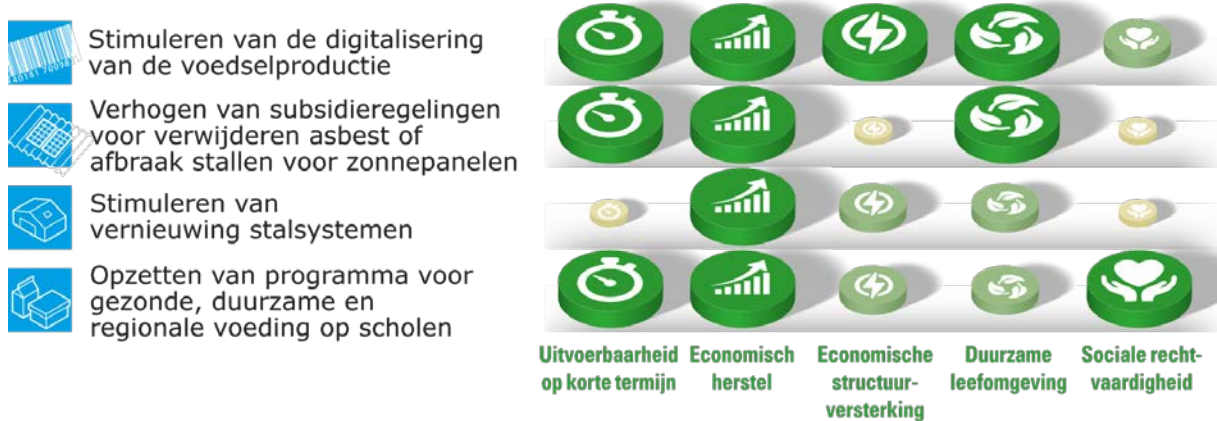 Stimuleren van de digitalisering
van de voedselproductie
Verhogen van subsidieregelingen
voor verwijderen asbest of
afbraak stallen voor zonnepanelen
Stimuleren van
vernieuwing stalsystemen
Opzetten van programma voor
gezonde, duurzame en
regionale voeding op scholen
Uitvoerbaarheid
op korte termijn
Economisch
herstel
Economische
structuur-
versterking
Duurzame
leefomgeving
Sociale recht-
vaardigheid